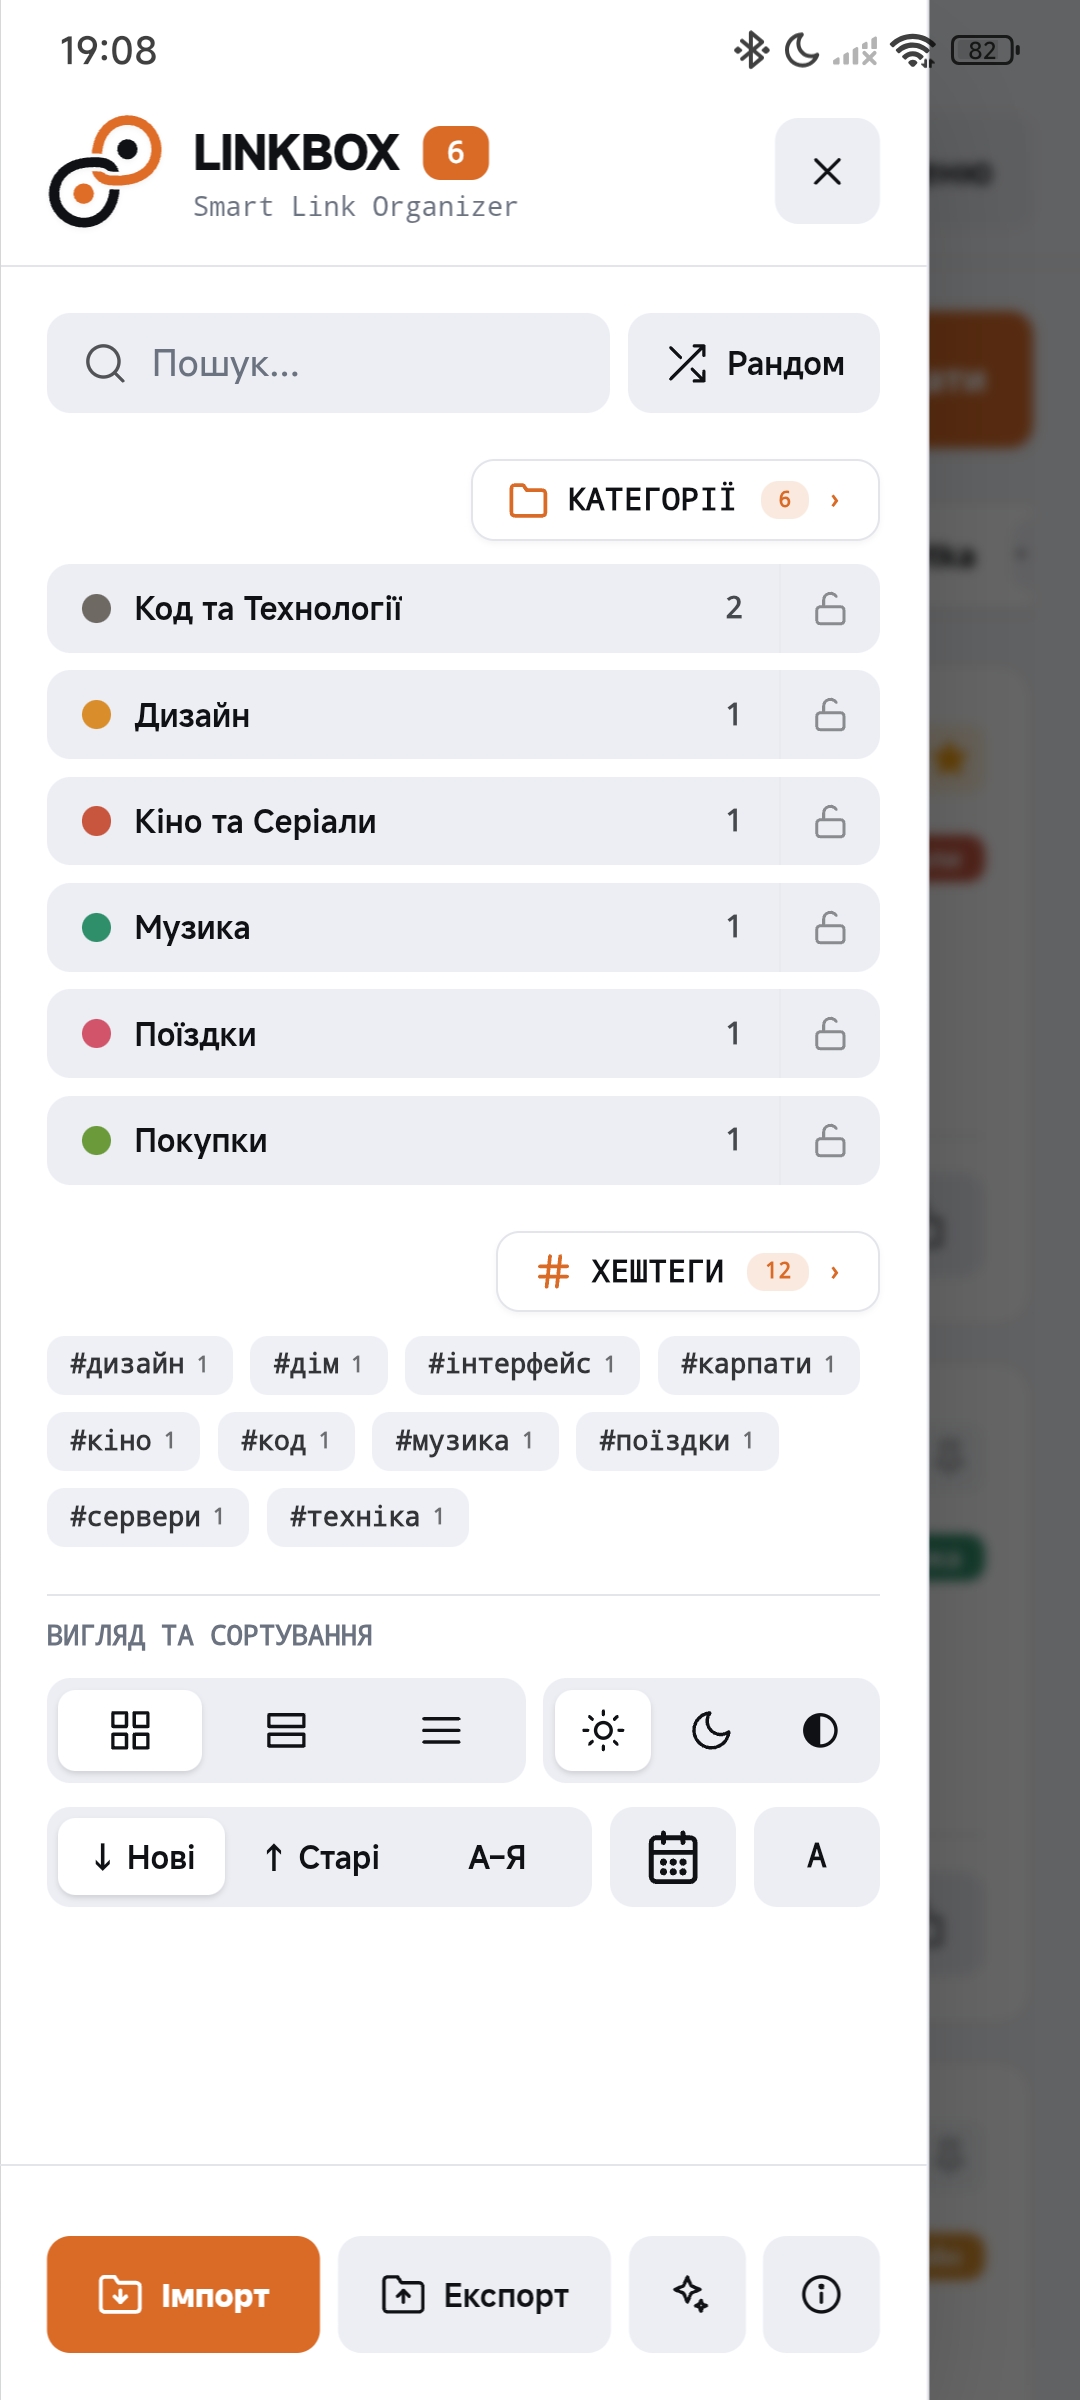 19:08 82
LINKBOX 6
Smart Link Organizer
Пошук... Рандом
КАТЕГОРІЇ 6 ›
Код та Технології 2
Дизайн 1
Кіно та Серіали 1
Музика 1
Поїздки 1
Покупки 1
ХЕШТЕГИ 12 ›
#дизайн 1 #дім 1 #інтерфейс 1 #карпати 1
#кіно 1 #код 1 #музика 1 #поїздки 1
#сервери 1 #техніка 1
ВИГЛЯД ТА СОРТУВАННЯ
↓ Нові ↑ Старі А–Я A
Імпорт Експорт